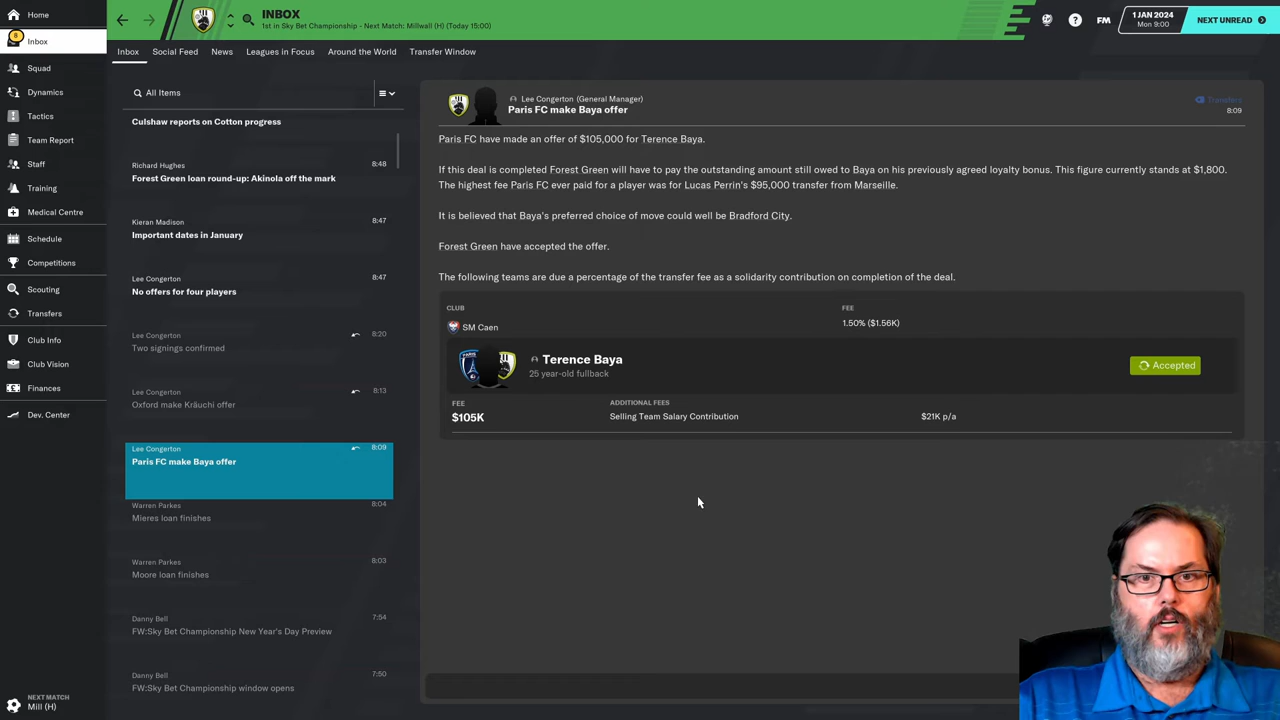 Home
INBOX
1st in Sky Bet Championship - Next Match: Millwall (H) (Today 15:00)
FM
1 JAN 2024
Mon 9:00
NEXT UNREAD
8
Inbox
Squad
Dynamics
Tactics
Team Report
Staff
Training
Medical Centre
Schedule
Competitions
Scouting
Transfers
Club Info
Club Vision
Finances
Dev. Center
NEXT MATCH
Mill (H)
Inbox Social Feed News Leagues in Focus Around the World Transfer Window
All Items
Culshaw reports on Cotton progress
Richard Hughes 8:48
Forest Green loan round-up: Akinola off the mark
Kieran Madison 8:47
Important dates in January
Lee Congerton 8:47
No offers for four players
Lee Congerton 8:20
Two signings confirmed
Lee Congerton 8:13
Oxford make Kräuchi offer
Lee Congerton 8:09
Paris FC make Baya offer
Warren Parkes 8:04
Mieres loan finishes
Warren Parkes 8:03
Moore loan finishes
Danny Bell 7:54
FW:Sky Bet Championship New Year's Day Preview
Danny Bell 7:50
FW:Sky Bet Championship window opens
Lee Congerton (General Manager)
Paris FC make Baya offer
Transfers
8:09
Paris FC have made an offer of $105,000 for Terence Baya.
If this deal is completed Forest Green will have to pay the outstanding amount still owed to Baya on his previously agreed loyalty bonus. This figure currently stands at $1,800.
The highest fee Paris FC ever paid for a player was for Lucas Perrin's $95,000 transfer from Marseille.
It is believed that Baya's preferred choice of move could well be Bradford City.
Forest Green have accepted the offer.
The following teams are due a percentage of the transfer fee as a solidarity contribution on completion of the deal.
CLUB FEE
SM Caen 1.50% ($1.56K)
Terence Baya
25 year-old fullback
Accepted
FEE ADDITIONAL FEES
$105K Selling Team Salary Contribution $21K p/a